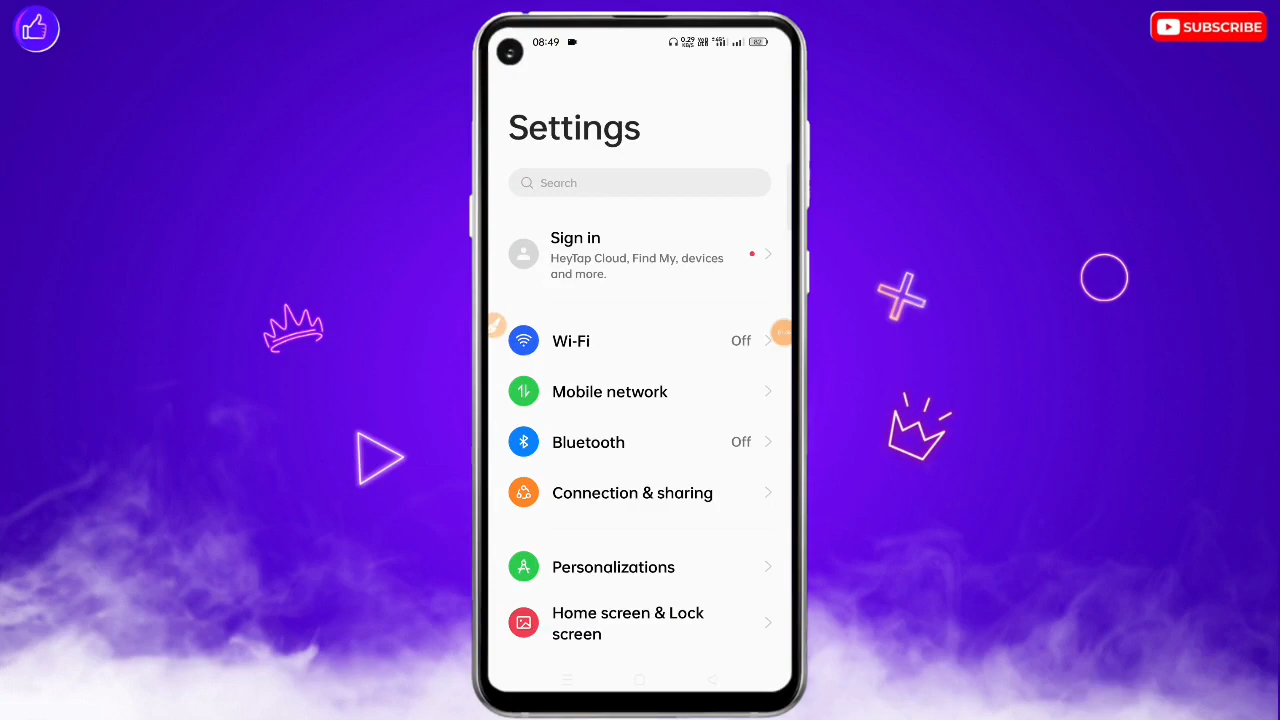 SUBSCRIBE
08:49
82
Settings
Search
Sign in
HeyTap Cloud, Find My, devices
and more.
Wi-Fi Off
Mobile network
Bluetooth Off
Connection & sharing
Personalizations
Home screen & Lock
screen